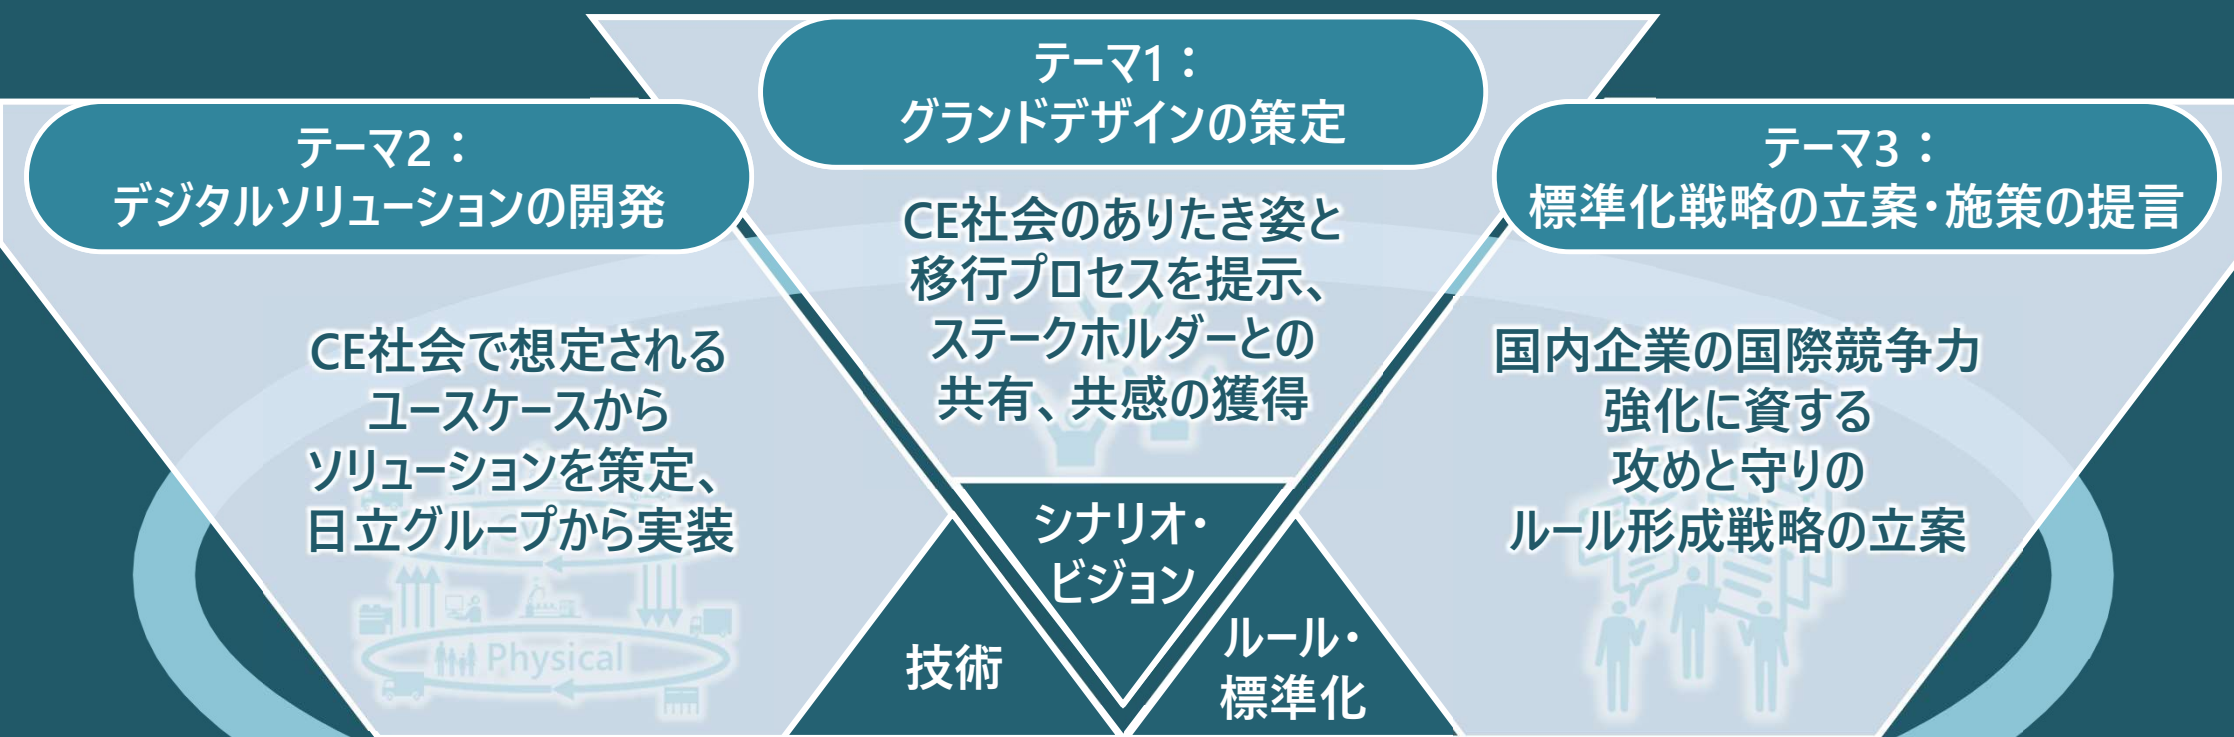 テーマ1：
グランドデザインの策定
CE社会のありたき姿と
移行プロセスを提示、
ステークホルダーとの
共有、共感の獲得
シナリオ・
ビジョン
テーマ2：
デジタルソリューションの開発
CE社会で想定される
ユースケースから
ソリューションを策定、
日立グループから実装
Physical
技術
テーマ3：
標準化戦略の立案・施策の提言
国内企業の国際競争力
強化に資する
攻めと守りの
ルール形成戦略の立案
ルール・
標準化